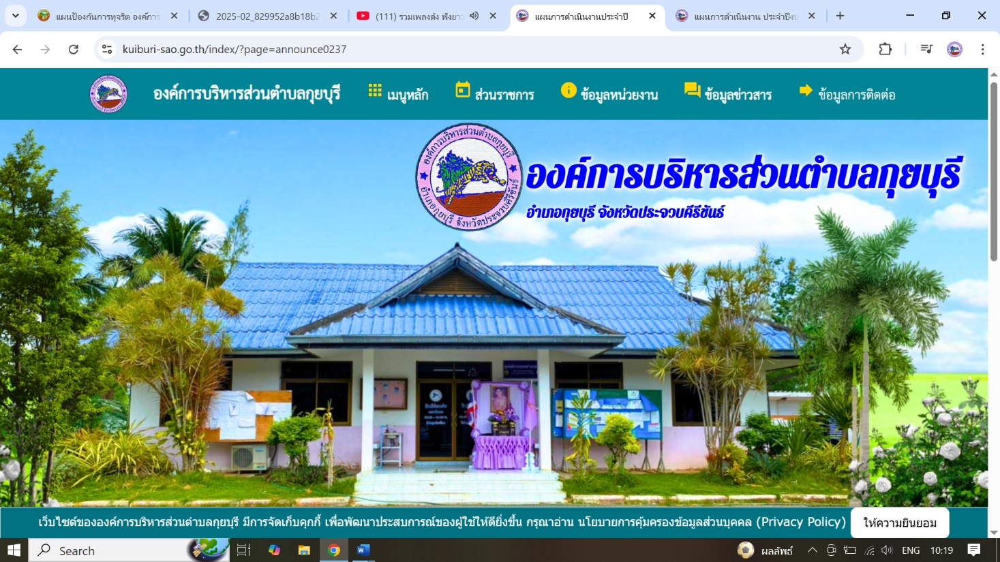 แผนป้องกันการทุจริต องค์การ
2025-02_829952a8b18b2
(111) รวมเพลงดัง ฟังยาว
แผนการดำเนินงานประจำปี
แผนการดำเนินงาน ประจำปีงบ
kuiburi-sao.go.th/index/?page=announce0237
องค์การบริหารส่วนตำบลกุยบุรี
เมนูหลัก
ส่วนราชการ
ข้อมูลหน่วยงาน
ข้อมูลข่าวสาร
ข้อมูลการติดต่อ
องค์การบริหารส่วนตำบลกุยบุรี
อำเภอกุยบุรี จังหวัดประจวบคีรีขันธ์
องค์การบริหารส่วนตำบลกุยบุรี
อำเภอกุยบุรี จังหวัดประจวบคีรีขันธ์
เว็บไซต์ขององค์การบริหารส่วนตำบลกุยบุรี มีการจัดเก็บคุกกี้ เพื่อพัฒนาประสบการณ์ของผู้ใช้ให้ดียิ่งขึ้น กรุณาอ่าน นโยบายการคุ้มครองข้อมูลส่วนบุคคล (Privacy Policy)
ให้ความยินยอม
Search
ผลลัพธ์
ENG
10:19